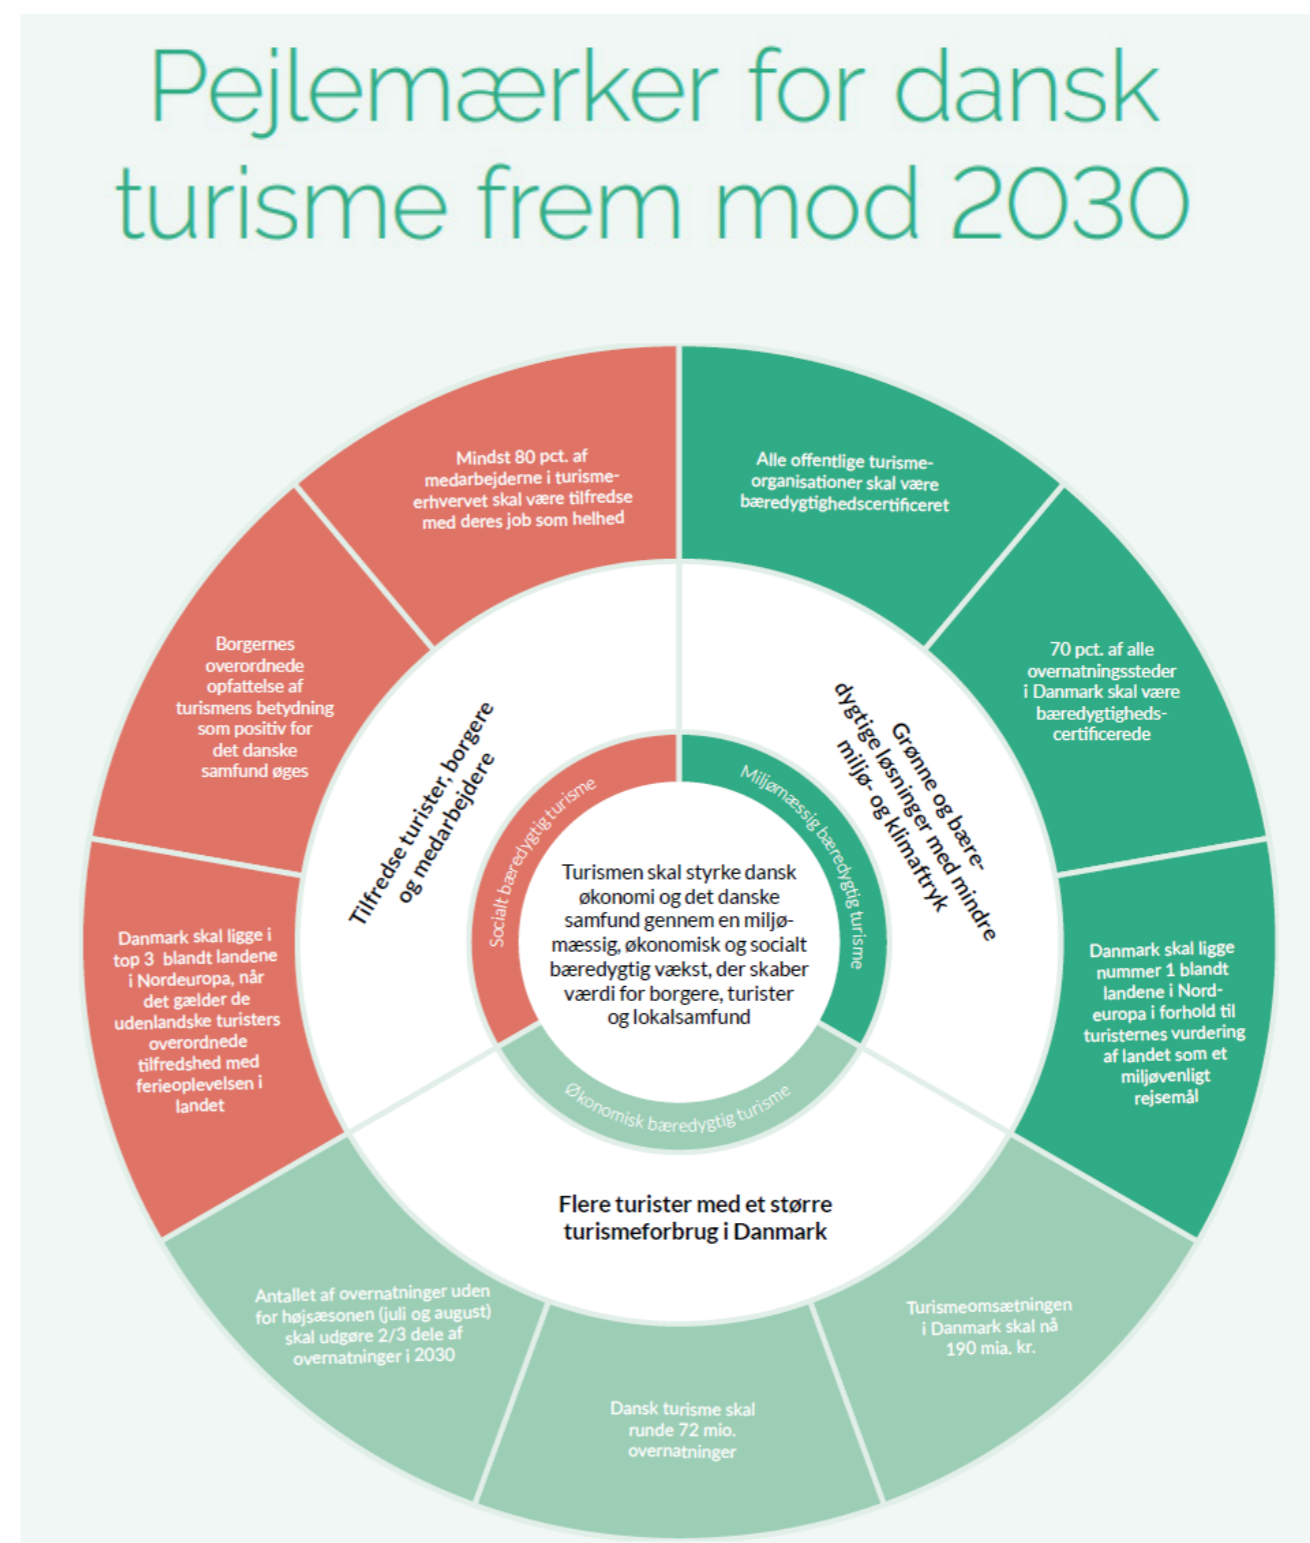 Pejlemærker for dansk
turisme frem mod 2030
Mindst 80 pct. af
medarbejderne i turisme-
erhvervet skal være tilfredse
med deres job som helhed
Alle offentlige turisme-
organisationer skal være
bæredygtighedscertificeret
Borgernes
overordnede
opfattelse af
turismens betydning
som positiv for
det danske
samfund øges
70 pct. af alle
overnatningssteder
i Danmark skal være
bæredygtigheds-
certificerede
Tilfredse turister, borgere
og medarbejdere
Grønne og bære-
dygtige løsninger med mindre
miljø- og klimaftryk
Socialt bæredygtig turisme
Miljømæssig bæredygtig turisme
Turismen skal styrke dansk
økonomi og det danske
samfund gennem en miljø-
mæssig, økonomisk og socialt
bæredygtig vækst, der skaber
værdi for borgere, turister
og lokalsamfund
Danmark skal ligge i
top 3 blandt landene
i Nordeuropa, når
det gælder de
udenlandske turisters
overordnede
tilfredshed med
ferieoplevelsen i
landet
Danmark skal ligge
nummer 1 blandt
landene i Nord-
europa i forhold til
turisternes vurdering
af landet som et
miljøvenligt
rejsemål
Økonomisk bæredygtig turisme
Flere turister med et større
turismeforbrug i Danmark
Antallet af overnatninger uden
for højsæsonen (juli og august)
skal udgøre 2/3 dele af
overnatninger i 2030
Dansk turisme skal
runde 72 mio.
overnatninger
Turismeomsætningen
i Danmark skal nå
190 mia. kr.